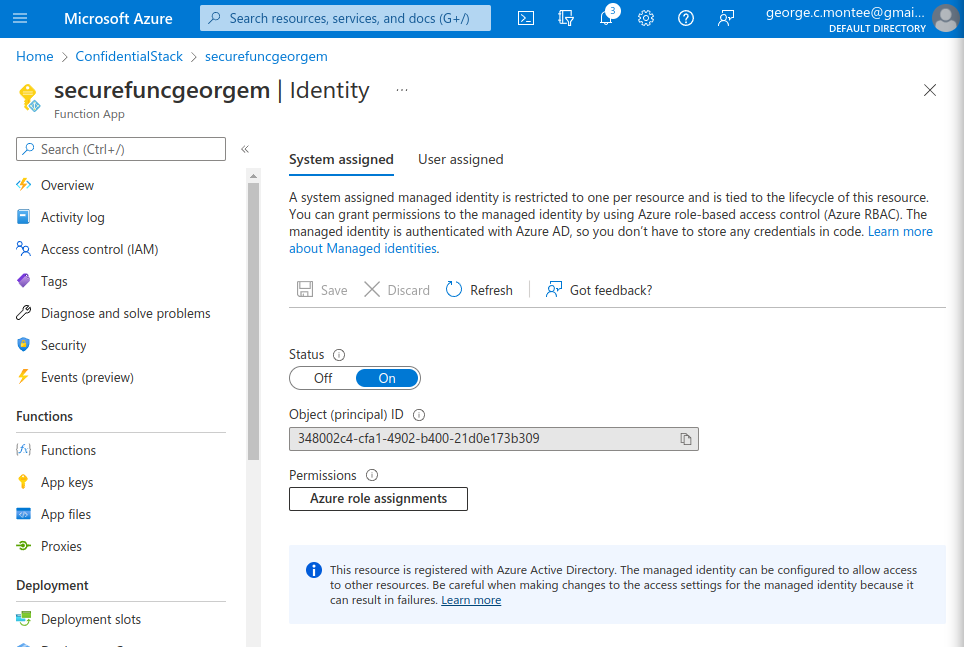 Microsoft Azure
Search resources, services, and docs (G+/)
3
george.c.montee@gmai...
DEFAULT DIRECTORY
Home > ConfidentialStack > securefuncgeorgem
securefuncgeorgem | Identity ...
Function App
Search (Ctrl+/)
«
Overview
Activity log
Access control (IAM)
Tags
Diagnose and solve problems
Security
Events (preview)
Functions
Functions
App keys
App files
Proxies
Deployment
Deployment slots
System assigned User assigned
A system assigned managed identity is restricted to one per resource and is tied to the lifecycle of this resource.
You can grant permissions to the managed identity by using Azure role-based access control (Azure RBAC). The
managed identity is authenticated with Azure AD, so you don’t have to store any credentials in code. Learn more
about Managed identities.
Save Discard Refresh Got feedback?
Status
Off On
Object (principal) ID
348002c4-cfa1-4902-b400-21d0e173b309
Permissions
Azure role assignments
This resource is registered with Azure Active Directory. The managed identity can be configured to allow access
to other resources. Be careful when making changes to the access settings for the managed identity because it
can result in failures. Learn more